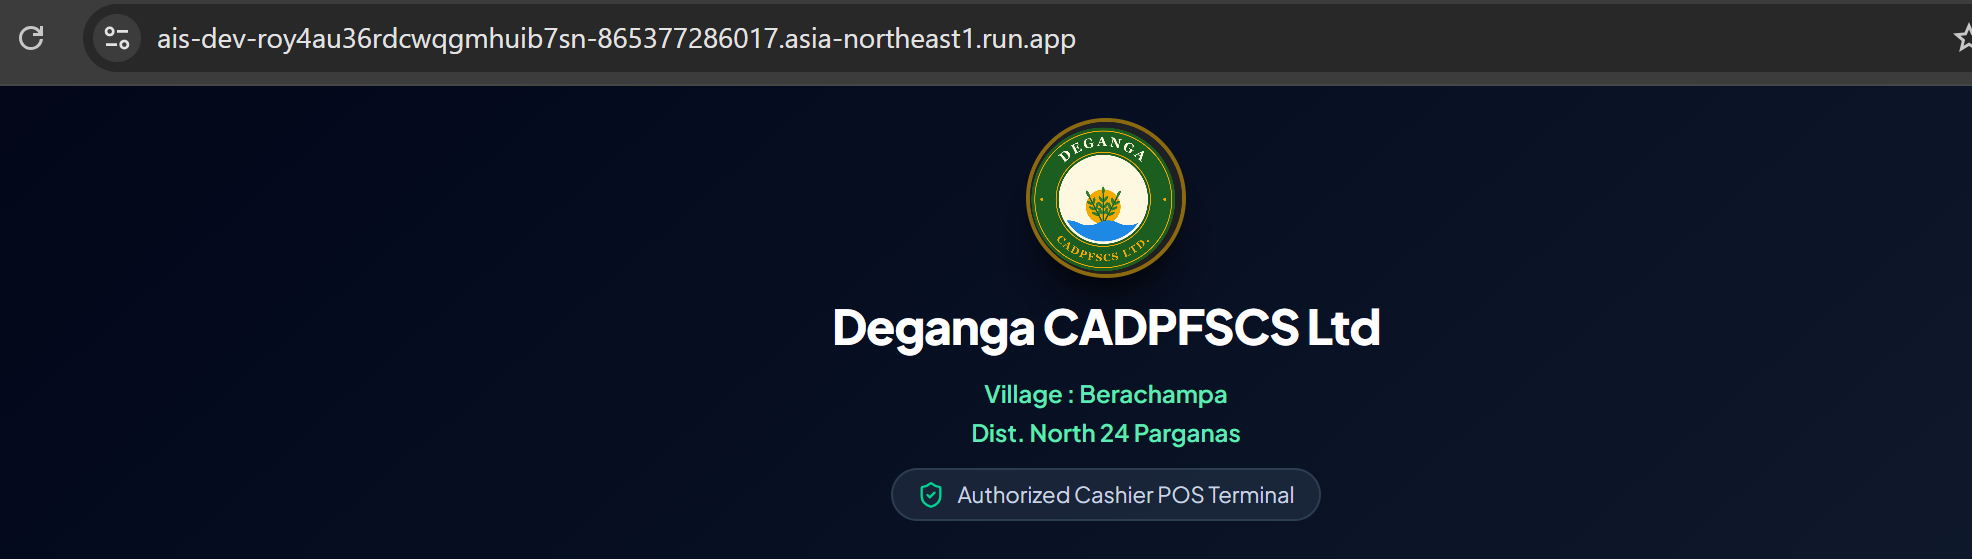 ais-dev-roy4au36rdcwqgmhuib7sn-865377286017.asia-northeast1.run.app
DEGANGA
CADPFSCS LTD.
Deganga CADPFSCS Ltd
Village : Berachampa
Dist. North 24 Parganas
Authorized Cashier POS Terminal